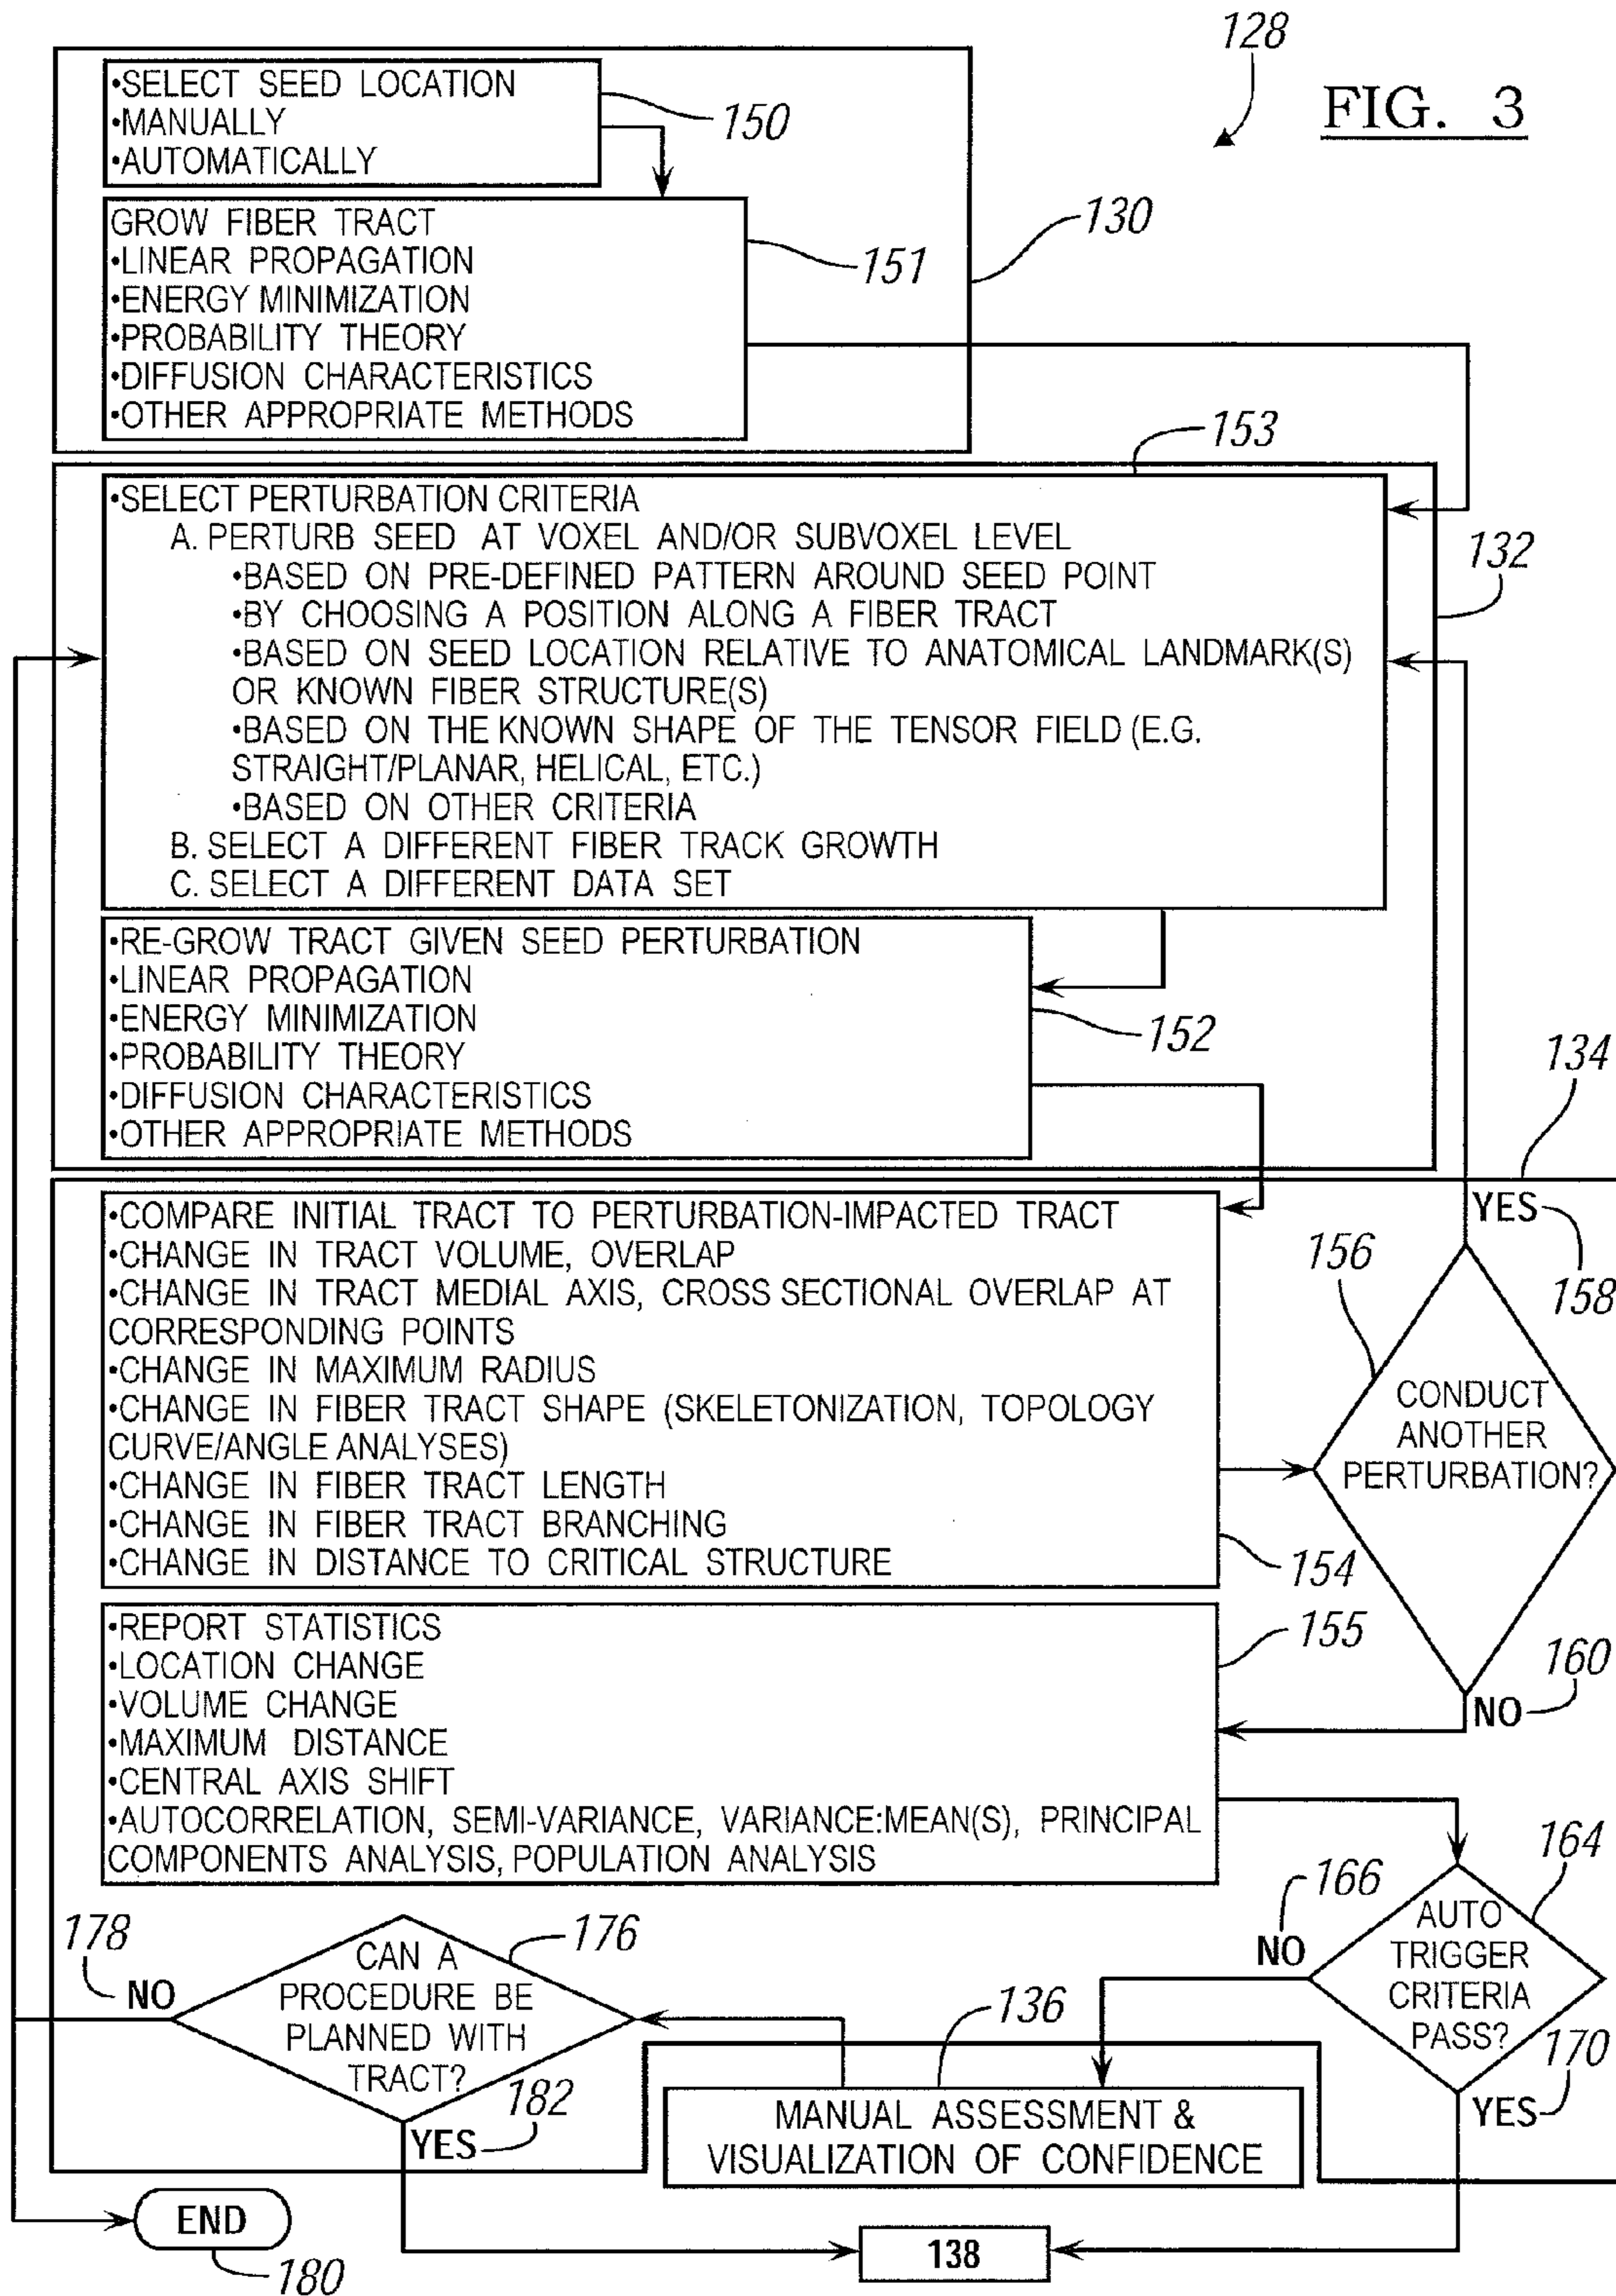 128
FIG. 3
•SELECT SEED LOCATION
•MANUALLY
•AUTOMATICALLY
150
GROW FIBER TRACT
•LINEAR PROPAGATION
•ENERGY MINIMIZATION
•PROBABILITY THEORY
•DIFFUSION CHARACTERISTICS
•OTHER APPROPRIATE METHODS
151
130
153
•SELECT PERTURBATION CRITERIA
A. PERTURB SEED AT VOXEL AND/OR SUBVOXEL LEVEL
•BASED ON PRE-DEFINED PATTERN AROUND SEED POINT
•BY CHOOSING A POSITION ALONG A FIBER TRACT
•BASED ON SEED LOCATION RELATIVE TO ANATOMICAL LANDMARK(S)
OR KNOWN FIBER STRUCTURE(S)
•BASED ON THE KNOWN SHAPE OF THE TENSOR FIELD (E.G.
STRAIGHT/PLANAR, HELICAL, ETC.)
•BASED ON OTHER CRITERIA
B. SELECT A DIFFERENT FIBER TRACK GROWTH
C. SELECT A DIFFERENT DATA SET
132
•RE-GROW TRACT GIVEN SEED PERTURBATION
•LINEAR PROPAGATION
•ENERGY MINIMIZATION
•PROBABILITY THEORY
•DIFFUSION CHARACTERISTICS
•OTHER APPROPRIATE METHODS
152
134
•COMPARE INITIAL TRACT TO PERTURBATION-IMPACTED TRACT
•CHANGE IN TRACT VOLUME, OVERLAP
•CHANGE IN TRACT MEDIAL AXIS, CROSS SECTIONAL OVERLAP AT
CORRESPONDING POINTS
•CHANGE IN MAXIMUM RADIUS
•CHANGE IN FIBER TRACT SHAPE (SKELETONIZATION, TOPOLOGY
CURVE/ANGLE ANALYSES)
•CHANGE IN FIBER TRACT LENGTH
•CHANGE IN FIBER TRACT BRANCHING
•CHANGE IN DISTANCE TO CRITICAL STRUCTURE
154
YES
158
156
CONDUCT
ANOTHER
PERTURBATION?
160
NO
•REPORT STATISTICS
•LOCATION CHANGE
•VOLUME CHANGE
•MAXIMUM DISTANCE
•CENTRAL AXIS SHIFT
•AUTOCORRELATION, SEMI-VARIANCE, VARIANCE:MEAN(S), PRINCIPAL
COMPONENTS ANALYSIS, POPULATION ANALYSIS
155
164
166
NO
AUTO
TRIGGER
CRITERIA
PASS?
170
YES
178
NO
176
CAN A
PROCEDURE BE
PLANNED WITH
TRACT?
182
YES
136
MANUAL ASSESSMENT &
VISUALIZATION OF CONFIDENCE
END
180
138